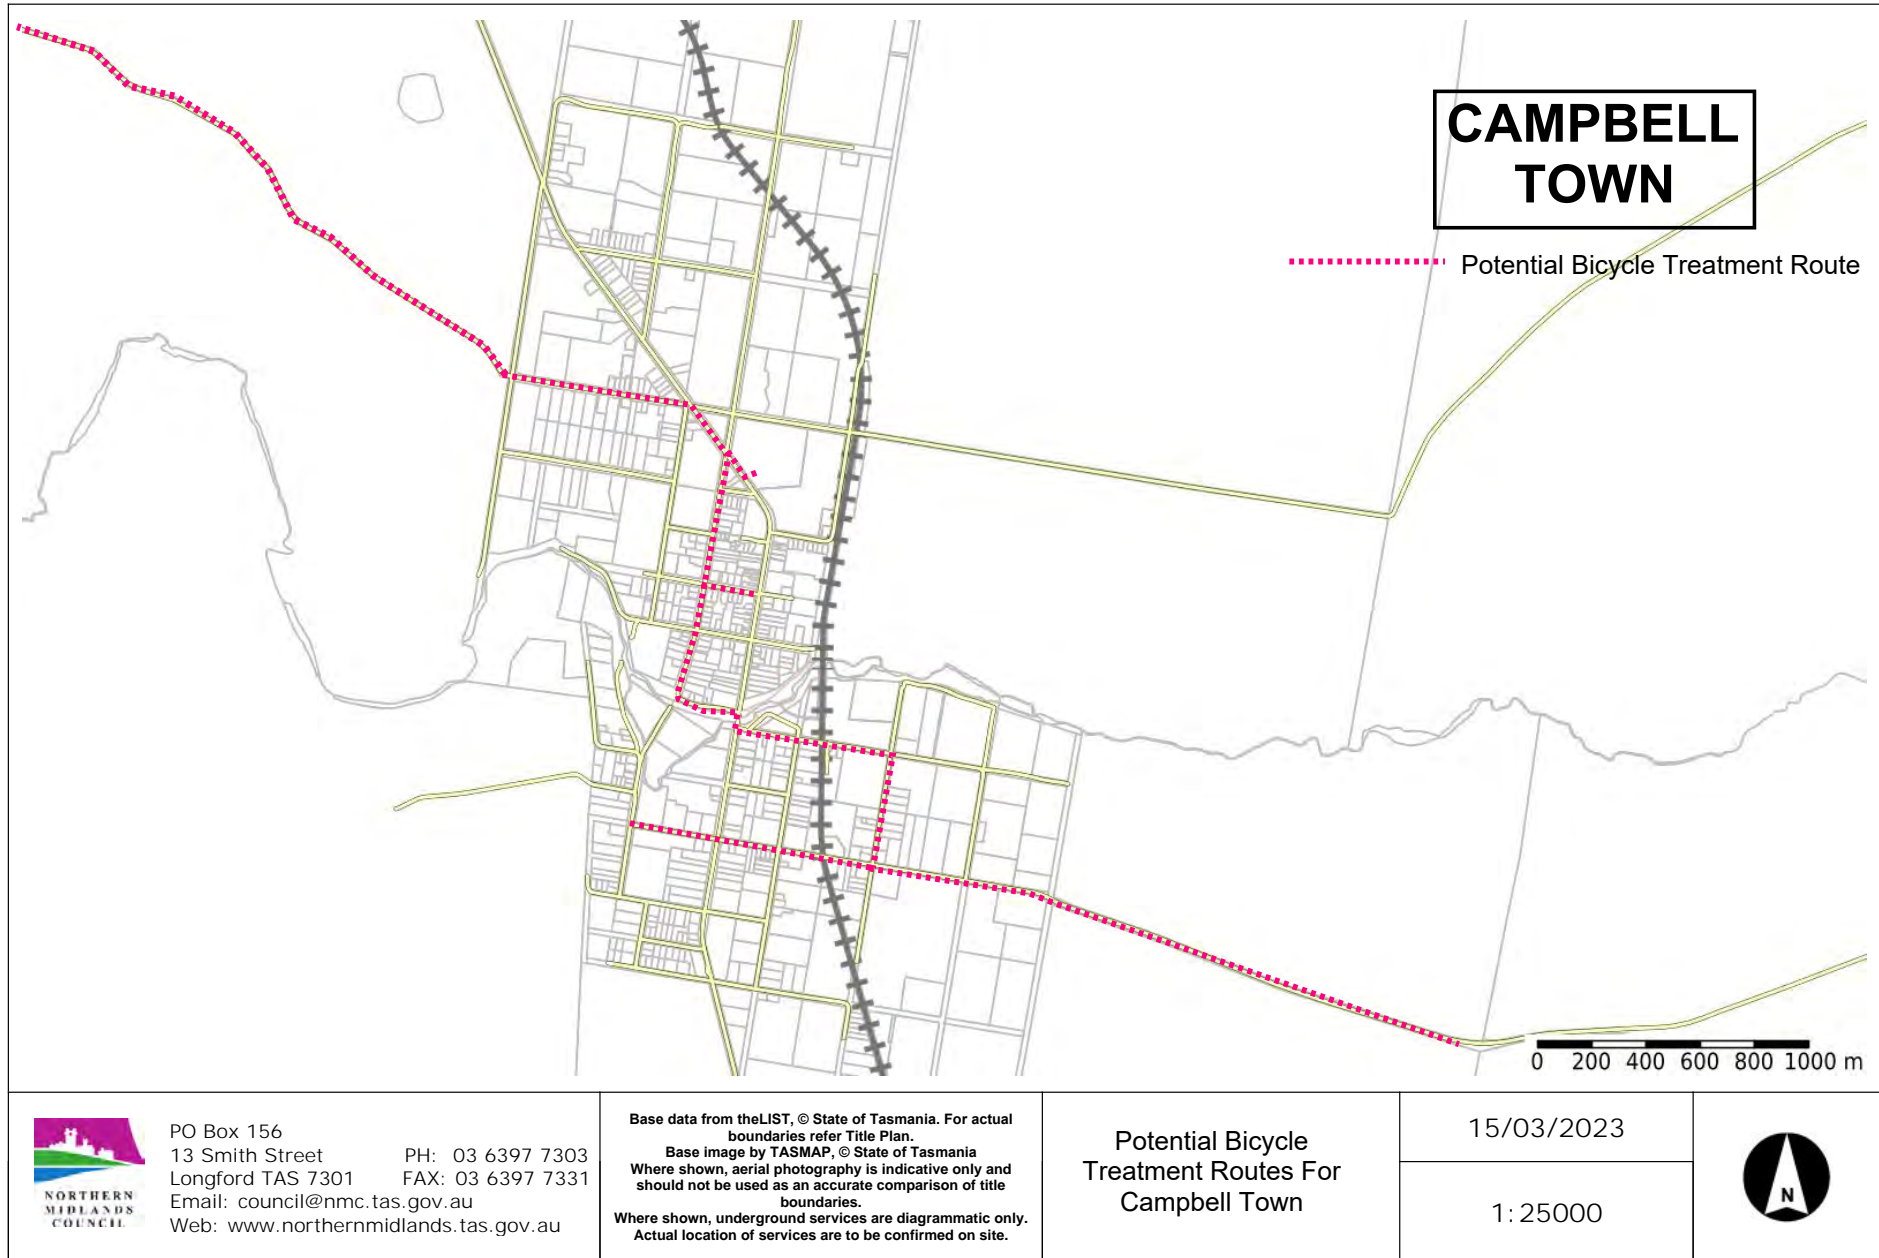 CAMPBELL
TOWN
Potential Bicycle Treatment Route
0 200 400 600 800 1000 m
NORTHERN
MIDLANDS
COUNCIL
PO Box 156
13 Smith Street PH: 03 6397 7303
Longford TAS 7301 FAX: 03 6397 7331
Email: council@nmc.tas.gov.au
Web: www.northernmidlands.tas.gov.au
Base data from theLIST, © State of Tasmania. For actual
boundaries refer Title Plan.
Base image by TASMAP, © State of Tasmania
Where shown, aerial photography is indicative only and
should not be used as an accurate comparison of title
boundaries.
Where shown, underground services are diagrammatic only.
Actual location of services are to be confirmed on site.
Potential Bicycle
Treatment Routes For
Campbell Town
15/03/2023
1:25000
N